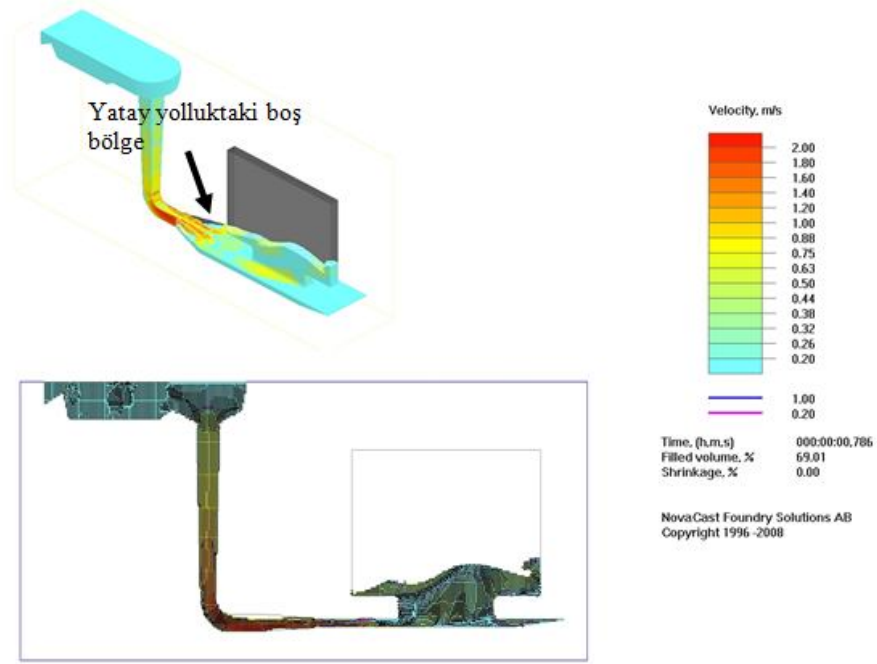 Yatay yolluktaki boş
bölge
Velocity, m/s
2.00
1.80
1.60
1.40
1.20
1.00
0.88
0.75
0.63
0.50
0.44
0.38
0.32
0.26
0.20
1.00
0.20
Time, (h,m,s) 000:00:00,786
Filled volume, % 69.01
Shrinkage, % 0.00
NovaCast Foundry Solutions AB
Copyright 1996 -2008